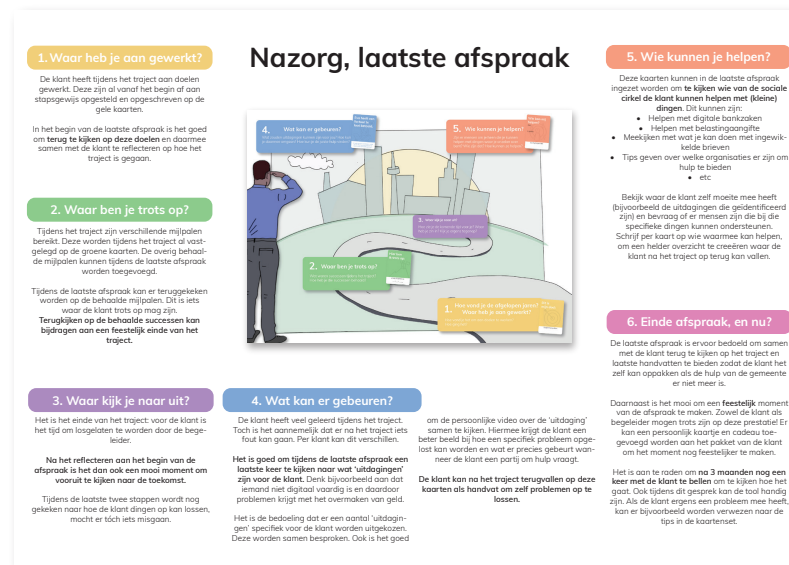 Nazorg, laatste afspraak
1. Waar heb je aan gewerkt?
De klant heeft tijdens het traject aan doelen
gewerkt. Deze zijn al vanaf het begin af aan
stapsgewijs opgesteld en opgeschreven op de
gele kaarten.
In het begin van de laatste afspraak is het goed
om terug te kijken op deze doelen en daarmee
samen met de klant te reflecteren op hoe het
traject is gegaan.
2. Waar ben je trots op?
Tijdens het traject zijn verschillende mijlpalen
bereikt. Deze worden tijdens het traject al vast-
gelegd op de groene kaarten. De overig behaal-
de mijlpalen kunnen tijdens de laatste afspraak
worden toegevoegd.
Tijdens de laatste afspraak kan er teruggekeken
worden op de behaalde mijlpalen. Dit is iets
waar de klant trots op mag zijn.
Terugkijken op de behaalde successen kan
bijdragen aan een feestelijk einde van het
traject.
3. Waar kijk je naar uit?
Het is het einde van het traject: voor de klant is
het tijd om losgelaten te worden door de bege-
leider.
Na het reflecteren aan het begin van de
afspraak is het dan ook een mooi moment om
vooruit te kijken naar de toekomst.
Tijdens de laatste twee stappen wordt nog
gekeken naar hoe de klant dingen op kan lossen,
mocht er tóch iets misgaan.
4. Wat kan er gebeuren?
5. Wie kunnen je helpen?
2. Waar ben je trots op?
1.
Waar heb je aan gewerkt?
4. Wat kan er gebeuren?
De klant heeft veel geleerd tijdens het traject.
Toch is het aannemelijk dat er na het traject iets
fout kan gaan. Per klant kan dit verschillen.
Het is goed om tijdens de laatste afspraak een
laatste keer te kijken naar wat ‘uitdagingen’
zijn voor de klant. Denk bijvoorbeeld aan dat
iemand niet digitaal vaardig is en daardoor
problemen krijgt met het overmaken van geld.
Het is de bedoeling dat er een aantal ‘uitdagin-
gen’ specifiek voor de klant worden uitgekozen.
Deze worden samen besproken. Ook is het goed
om de persoonlijke video over de ‘uitdaging’
samen te kijken. Hiermee krijgt de klant een
beter beeld bij hoe een specifiek probleem opge-
lost kan worden en wat er precies gebeurt wan-
neer de klant een partij om hulp vraagt.
De klant kan na het traject terugvallen op deze
kaarten als handvat om zelf problemen op te
lossen.
5. Wie kunnen je helpen?
Deze kaarten kunnen in de laatste afspraak
ingezet worden om te kijken wie van de sociale
cirkel de klant kunnen helpen met (kleine)
dingen. Dit kunnen zijn:
• Helpen met digitale bankzaken
• Helpen met belastingaangifte
• Meekijken met wat je kan doen met ingewik-
kelde brieven
• Tips geven over welke organisaties er zijn om
hulp te bieden
• etc
Bekijk waar de klant zelf moeite mee heeft
(bijvoorbeeld de uitdagingen die geïdentificeerd
zijn) en bevraag of er mensen zijn die bij die
specifieke dingen kunnen ondersteunen.
Schrijf per kaart op wie waarmee kan helpen,
om een helder overzicht te creeëren waar de
klant na het traject op terug kan vallen.
6. Einde afspraak, en nu?
De laatste afspraak is ervoor bedoeld om samen
met de klant terug te kijken op het traject en
laatste handvatten te bieden zodat de klant het
zelf kan oppakken als de hulp van de gemeente
er niet meer is.
Daarnaast is het mooi om een feestelijk moment
van de afspraak te maken. Zowel de klant als
begeleider mogen trots zijn op deze prestatie! Er
kan een persoonlijk kaartje en cadeau toe-
gevoegd worden aan het pakket van de klant
om het moment nog feestelijker te maken.
Het is aan te raden om na 3 maanden nog een
keer met de klant te bellen om te kijken hoe het
gaat. Ook tijdens dit gesprek kan de tool handig
zijn. Als de klant ergens een probleem mee heeft,
kan er bijvoorbeeld worden verwezen naar de
tips in de kaartenset.